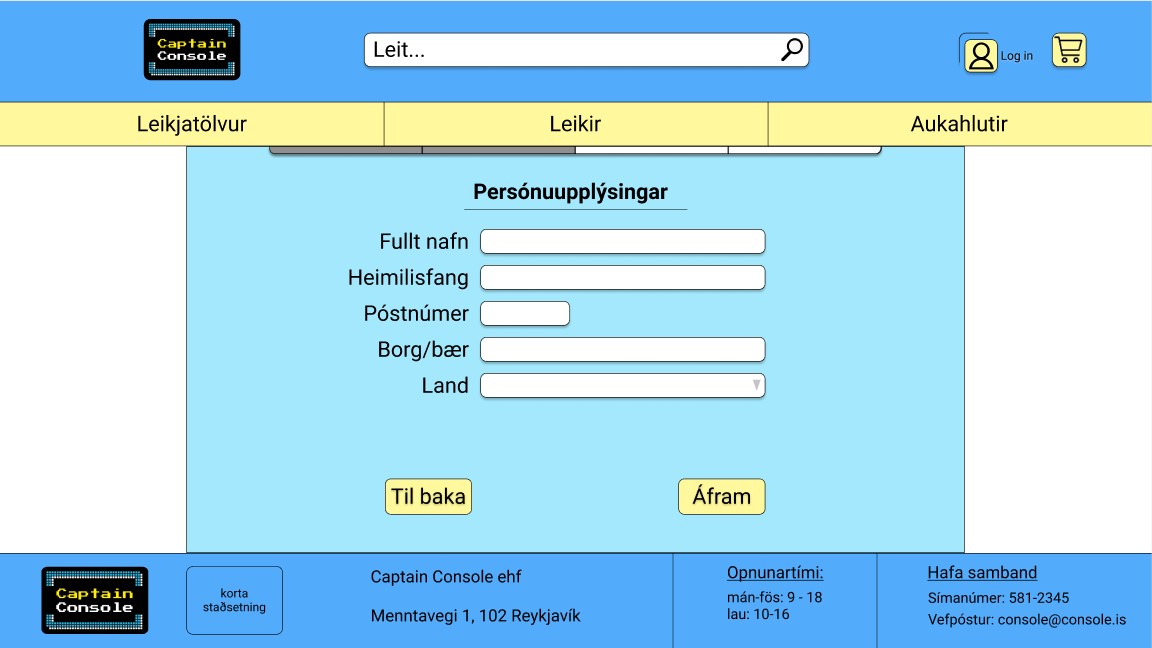 Captain
Console
Leit...
Log in
Leikjatölvur
Leikir
Aukahlutir
Persónuupplýsingar
Fullt nafn
Heimilisfang
Póstnúmer
Borg/bær
Land
Til baka
Áfram
Captain
Console
korta
staðsetning
Captain Console ehf
Menntavegi 1, 102 Reykjavík
Opnunartími:
mán-fös: 9 - 18
lau: 10-16
Hafa samband
Símanúmer: 581-2345
Vefpóstur: console@console.is